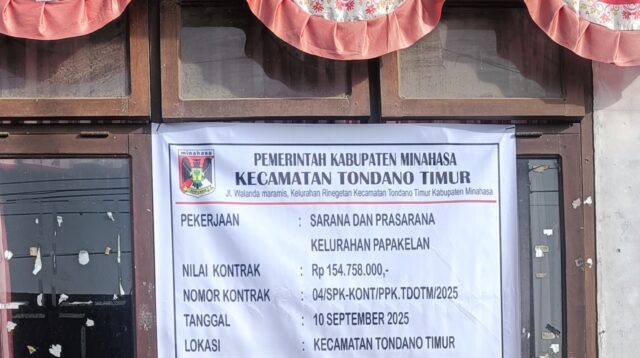 minahasa
PEMERINTAH KABUPATEN MINAHASA
KECAMATAN TONDANO TIMUR
Jl. Walanda maramis, Kelurahan Rinegetan Kecamatan Tondano Timur Kabupaten Minahasa
PEKERJAAN : SARANA DAN PRASARANA
KELURAHAN PAPAKELAN
NILAI KONTRAK : Rp 154.758.000,-
NOMOR KONTRAK : 04/SPK-KONT/PPK.TDOTM/2025
TANGGAL : 10 SEPTEMBER 2025
LOKASI : KECAMATAN TONDANO TIMUR